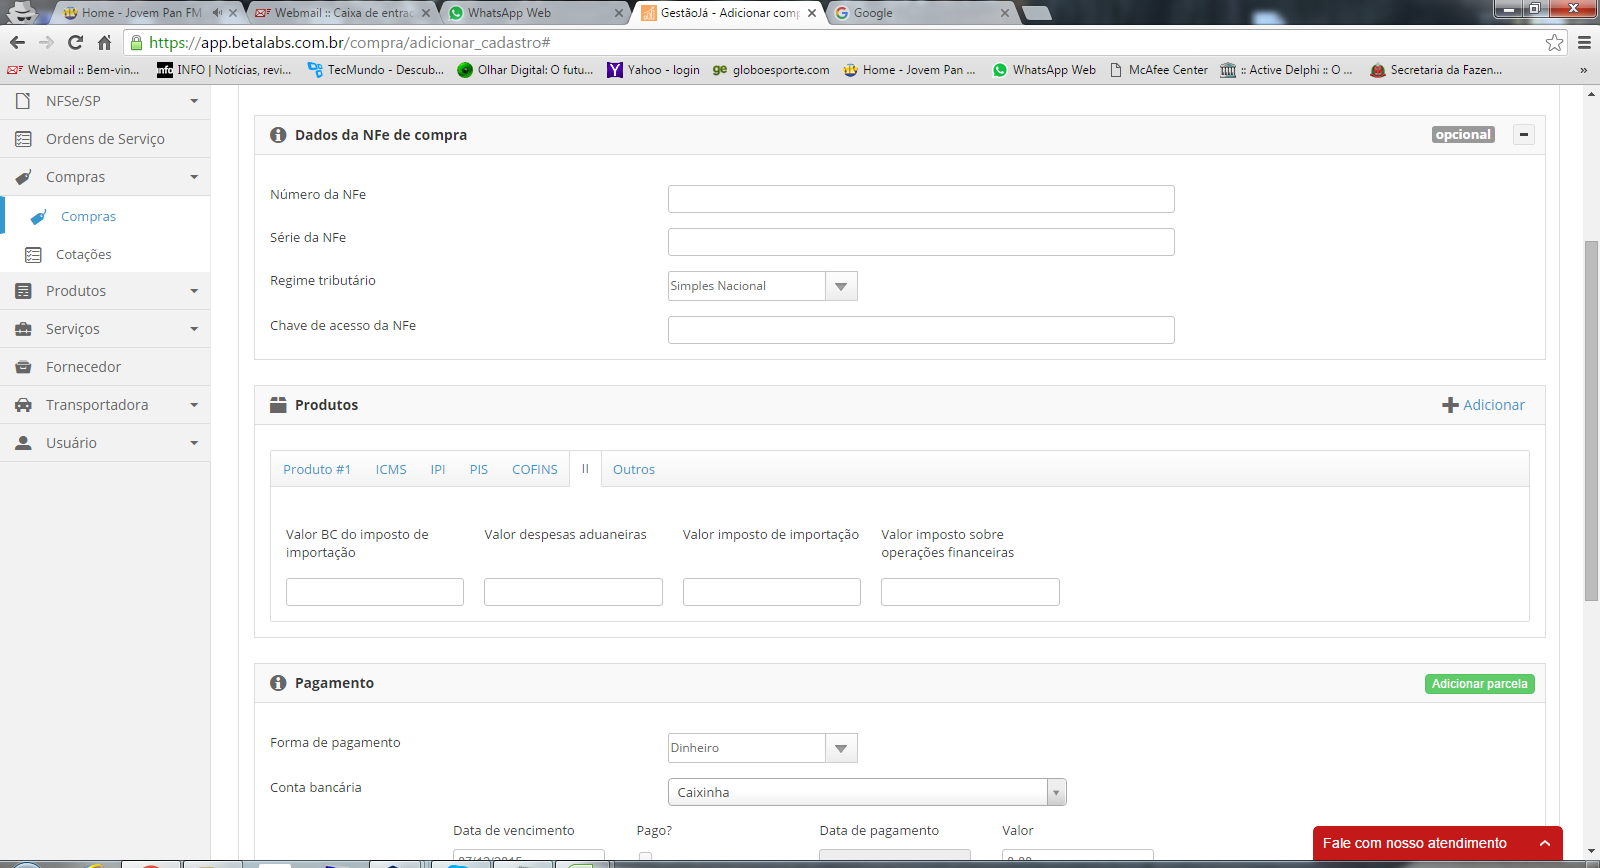 Home - Jovem Pan FM
Webmail :: Caixa de entrad
WhatsApp Web
GestãoJá - Adicionar comp
Google
https://app.betalabs.com.br/compra/adicionar_cadastro#
Webmail :: Bem-vin...
INFO | Notícias, revi...
TecMundo - Descub...
Olhar Digital: O futu...
Yahoo - login
globoesporte.com
Home - Jovem Pan ...
WhatsApp Web
McAfee Center
:: Active Delphi :: O ...
Secretaria da Fazen...
»
NFSe/SP
Ordens de Serviço
Compras
Compras
Cotações
Produtos
Serviços
Fornecedor
Transportadora
Usuário
Dados da NFe de compra
opcional
Número da NFe
Série da NFe
Regime tributário
Simples Nacional
Chave de acesso da NFe
Produtos
Adicionar
Produto #1 ICMS IPI PIS COFINS II Outros
Valor BC do imposto de
importação
Valor despesas aduaneiras
Valor imposto de importação
Valor imposto sobre
operações financeiras
Pagamento
Adicionar parcela
Forma de pagamento
Dinheiro
Conta bancária
Caixinha
Data de vencimento
Pago?
Data de pagamento
Valor
07/12/2015
0,00
Fale com nosso atendimento